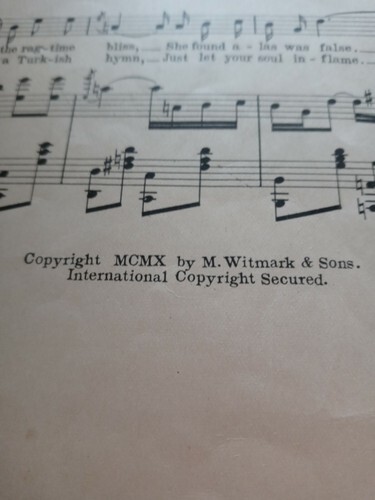 the rag-time bliss, She found a-las was false,
a Turk-ish hymn, Just let your soul in-flame.
Copyright MCMX by M. Witmark & Sons.
International Copyright Secured.